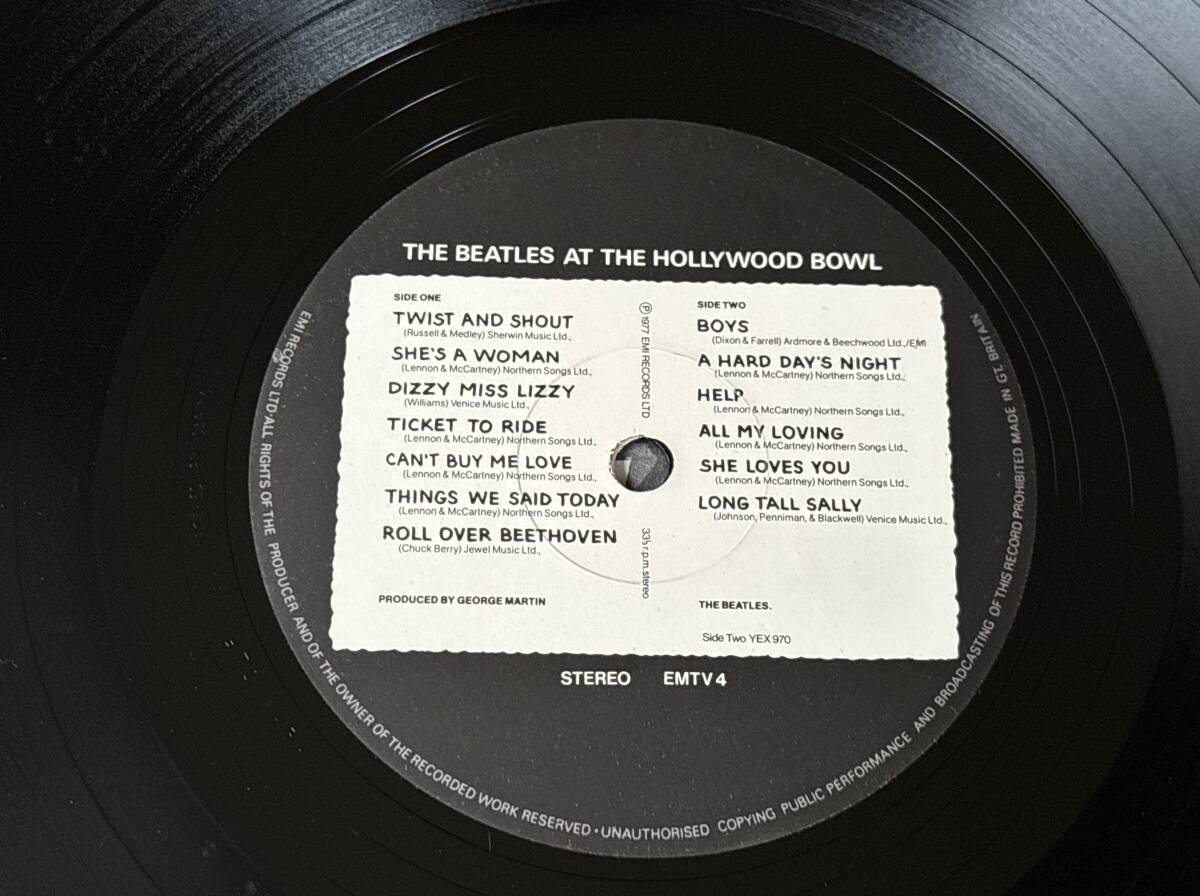 THE BEATLES AT THE HOLLYWOOD BOWL
SIDE ONE
TWIST AND SHOUT
(Russell & Medley) Sherwin Music Ltd.,
SHE'S A WOMAN
(Lennon & McCartney) Northern Songs Ltd.,
DIZZY MISS LIZZY
(Williams) Venice Music Ltd.,
TICKET TO RIDE
(Lennon & McCartney) Northern Songs Ltd.,
CAN'T BUY ME LOVE
(Lennon & McCartney) Northern Songs Ltd.,
THINGS WE SAID TODAY
(Lennon & McCartney) Northern Songs Ltd.,
ROLL OVER BEETHOVEN
(Chuck Berry) Jewel Music Ltd.,
PRODUCED BY GEORGE MARTIN
℗ 1977 EMI RECORDS LTD
33⅓ r.p.m. stereo
SIDE TWO
BOYS
(Dixon & Farrell) Ardmore & Beechwood Ltd.,/EMI
A HARD DAY'S NIGHT
(Lennon & McCartney) Northern Songs Ltd.,
HELP
(Lennon & McCartney) Northern Songs Ltd.,
ALL MY LOVING
(Lennon & McCartney) Northern Songs Ltd.,
SHE LOVES YOU
(Lennon & McCartney) Northern Songs Ltd.,
LONG TALL SALLY
(Johnson, Penniman, & Blackwell) Venice Music Ltd.,
THE BEATLES.
Side Two YEX 970
STEREO EMTV 4
EMI RECORDS LTD·ALL RIGHTS OF THE PRODUCER AND OF THE OWNER OF THE RECORDED WORK RESERVED · UNAUTHORISED COPYING PUBLIC PERFORMANCE AND BROADCASTING OF THIS RECORD PROHIBITED MADE IN GT. BRITAIN